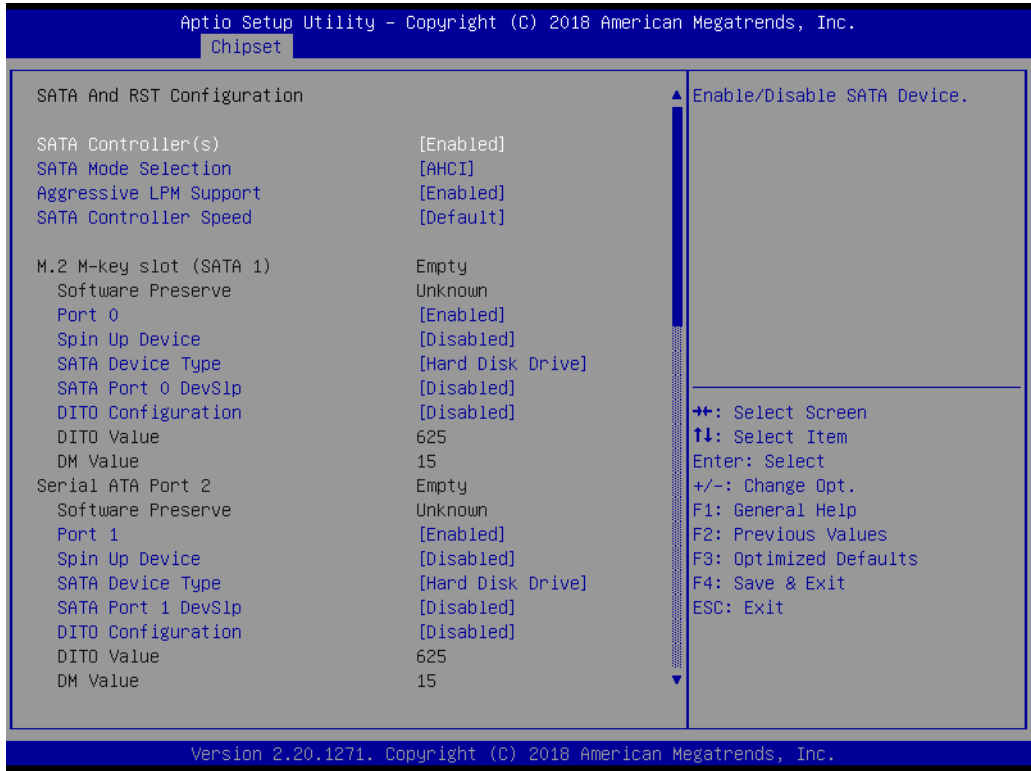 Aptio Setup Utility – Copyright (C) 2018 American Megatrends, Inc.
Chipset
SATA And RST Configuration
SATA Controller(s) [Enabled]
SATA Mode Selection [AHCI]
Aggressive LPM Support [Enabled]
SATA Controller Speed [Default]
M.2 M-key slot (SATA 1) Empty
Software Preserve Unknown
Port 0 [Enabled]
Spin Up Device [Disabled]
SATA Device Type [Hard Disk Drive]
SATA Port 0 DevSlp [Disabled]
DITO Configuration [Disabled]
DITO Value 625
DM Value 15
Serial ATA Port 2 Empty
Software Preserve Unknown
Port 1 [Enabled]
Spin Up Device [Disabled]
SATA Device Type [Hard Disk Drive]
SATA Port 1 DevSlp [Disabled]
DITO Configuration [Disabled]
DITO Value 625
DM Value 15
Enable/Disable SATA Device.
→←: Select Screen
↑↓: Select Item
Enter: Select
+/-: Change Opt.
F1: General Help
F2: Previous Values
F3: Optimized Defaults
F4: Save & Exit
ESC: Exit
Version 2.20.1271. Copyright (C) 2018 American Megatrends, Inc.